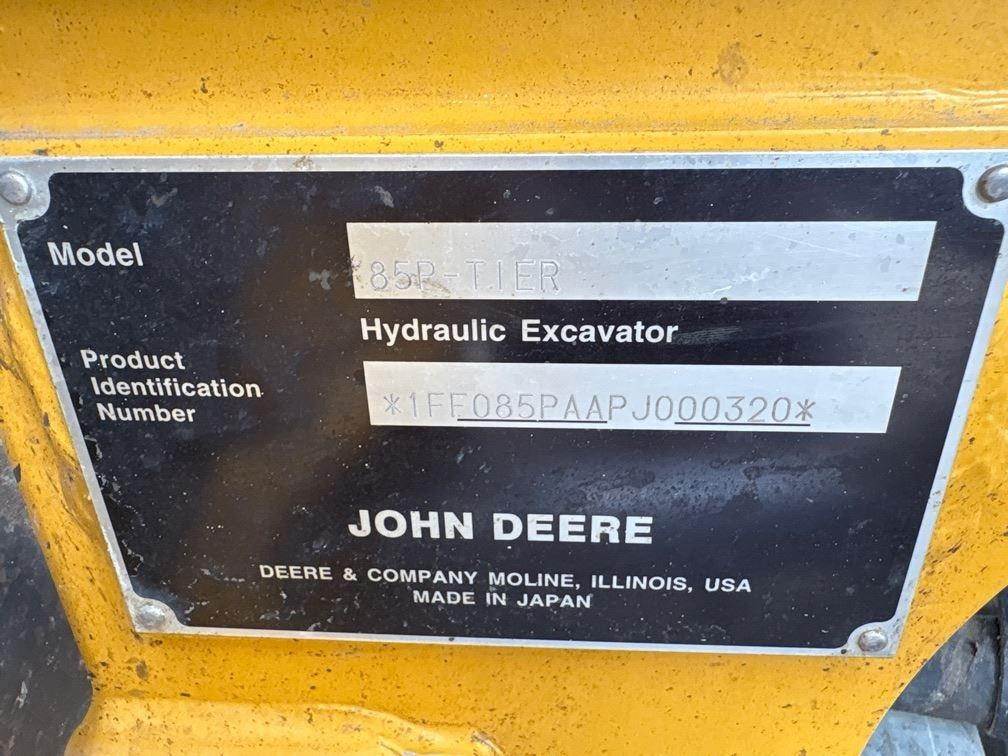 Model
*85P-TIER
Hydraulic Excavator
Product
Identification
Number
*1FF085PAAPJ000320*
JOHN DEERE
DEERE & COMPANY MOLINE, ILLINOIS, USA
MADE IN JAPAN